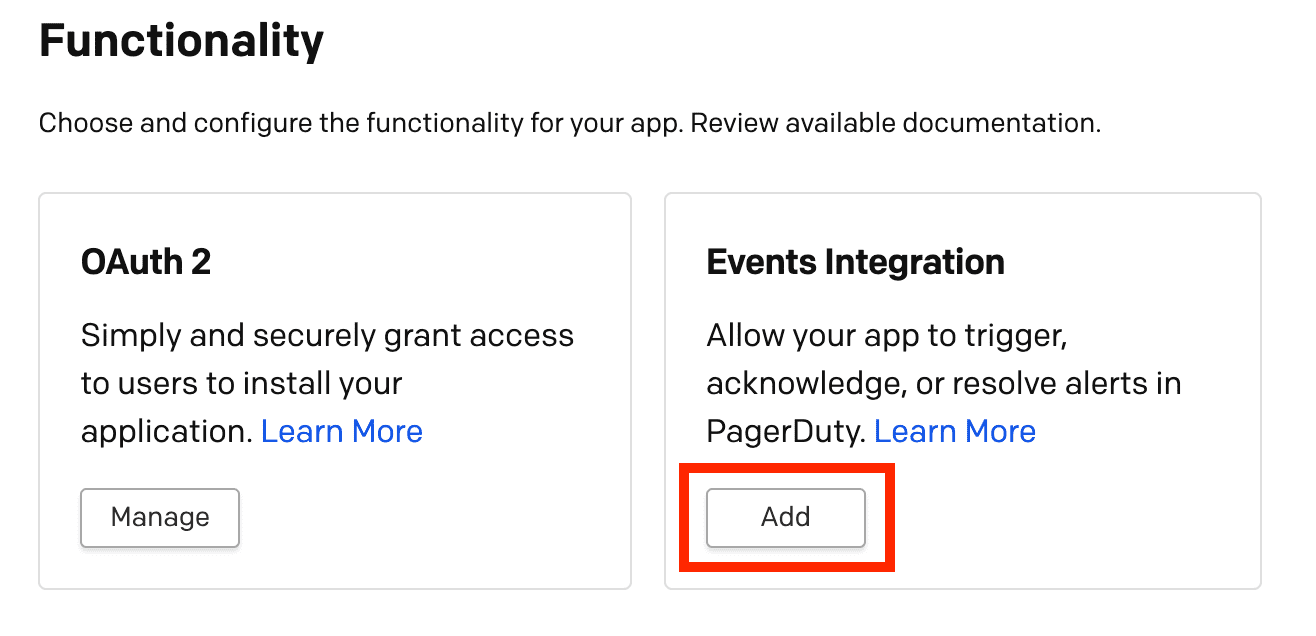 Functionality
Choose and configure the functionality for your app. Review available documentation.
OAuth 2
Simply and securely grant access
to users to install your
application. Learn More
Manage
Events Integration
Allow your app to trigger,
acknowledge, or resolve alerts in
PagerDuty. Learn More
Add